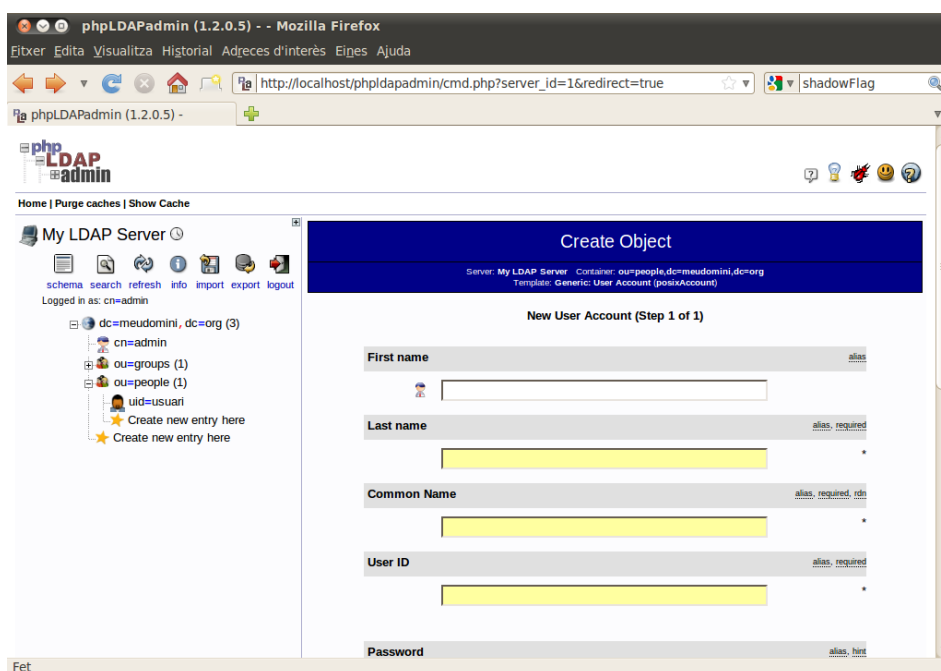 phpLDAPadmin (1.2.0.5) - - Mozilla Firefox
Fitxer Edita Visualitza Historial Adreces d'interès Eines Ajuda
http://localhost/phpldapadmin/cmd.php?server_id=1&redirect=true shadowFlag
phpLDAPadmin (1.2.0.5) -
php
LDAP
admin
Home | Purge caches | Show Cache
My LDAP Server
schema search refresh info import export logout
Logged in as: cn=admin
dc=meudomini, dc=org (3)
cn=admin
ou=groups (1)
ou=people (1)
uid=usuari
Create new entry here
Create new entry here
Create Object
Server: My LDAP Server Container: ou=people,dc=meudomini,dc=org
Template: Generic: User Account (posixAccount)
New User Account (Step 1 of 1)
First name alias
Last name alias, required
*
Common Name alias, required, rdn
*
User ID alias, required
*
Password alias, hint
Fet